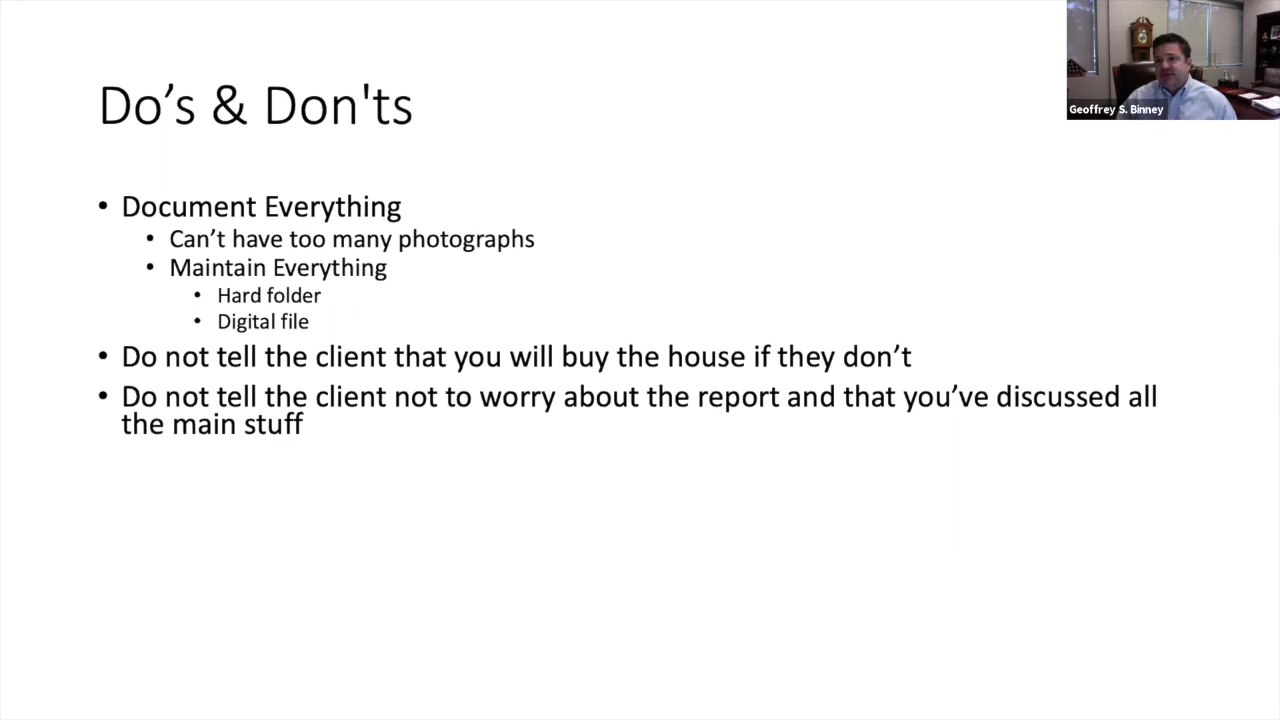 Do’s & Don'ts
Geoffrey S. Binney
• Document Everything
• Can’t have too many photographs
• Maintain Everything
• Hard folder
• Digital file
• Do not tell the client that you will buy the house if they don’t
• Do not tell the client not to worry about the report and that you’ve discussed all
the main stuff